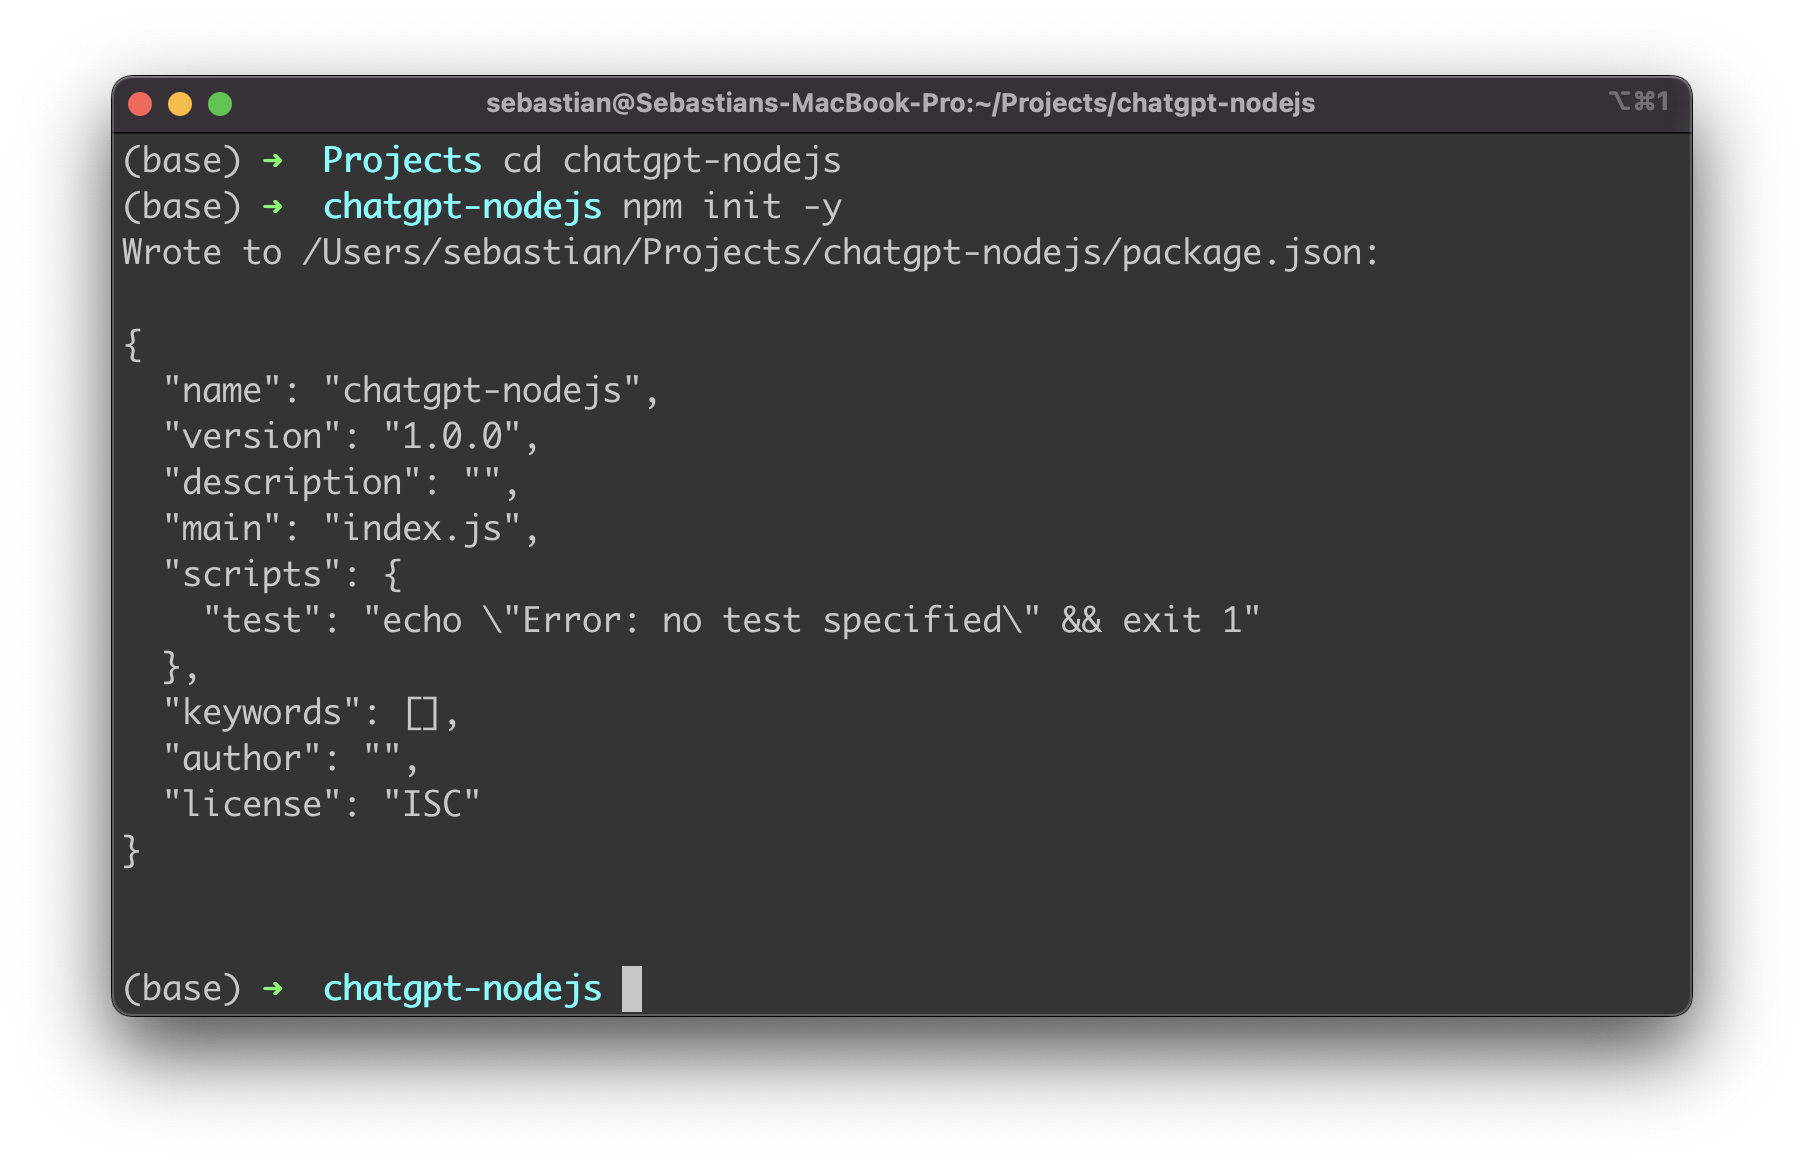 sebastian@Sebastians-MacBook-Pro:~/Projects/chatgpt-nodejs ⌥⌘1
(base) ➜  Projects cd chatgpt-nodejs
(base) ➜  chatgpt-nodejs npm init -y
Wrote to /Users/sebastian/Projects/chatgpt-nodejs/package.json:

{
  "name": "chatgpt-nodejs",
  "version": "1.0.0",
  "description": "",
  "main": "index.js",
  "scripts": {
    "test": "echo \"Error: no test specified\" && exit 1"
  },
  "keywords": [],
  "author": "",
  "license": "ISC"
}

(base) ➜  chatgpt-nodejs